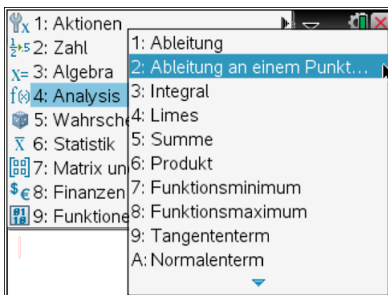 1: Aktionen
2: Zahl
3: Algebra
4: Analysis
5: Wahrsche
6: Statistik
7: Matrix un
8: Finanzen
9: Funktione
1: Ableitung
2: Ableitung an einem Punkt...
3: Integral
4: Limes
5: Summe
6: Produkt
7: Funktionsminimum
8: Funktionsmaximum
9: Tangententerm
A: Normalenterm